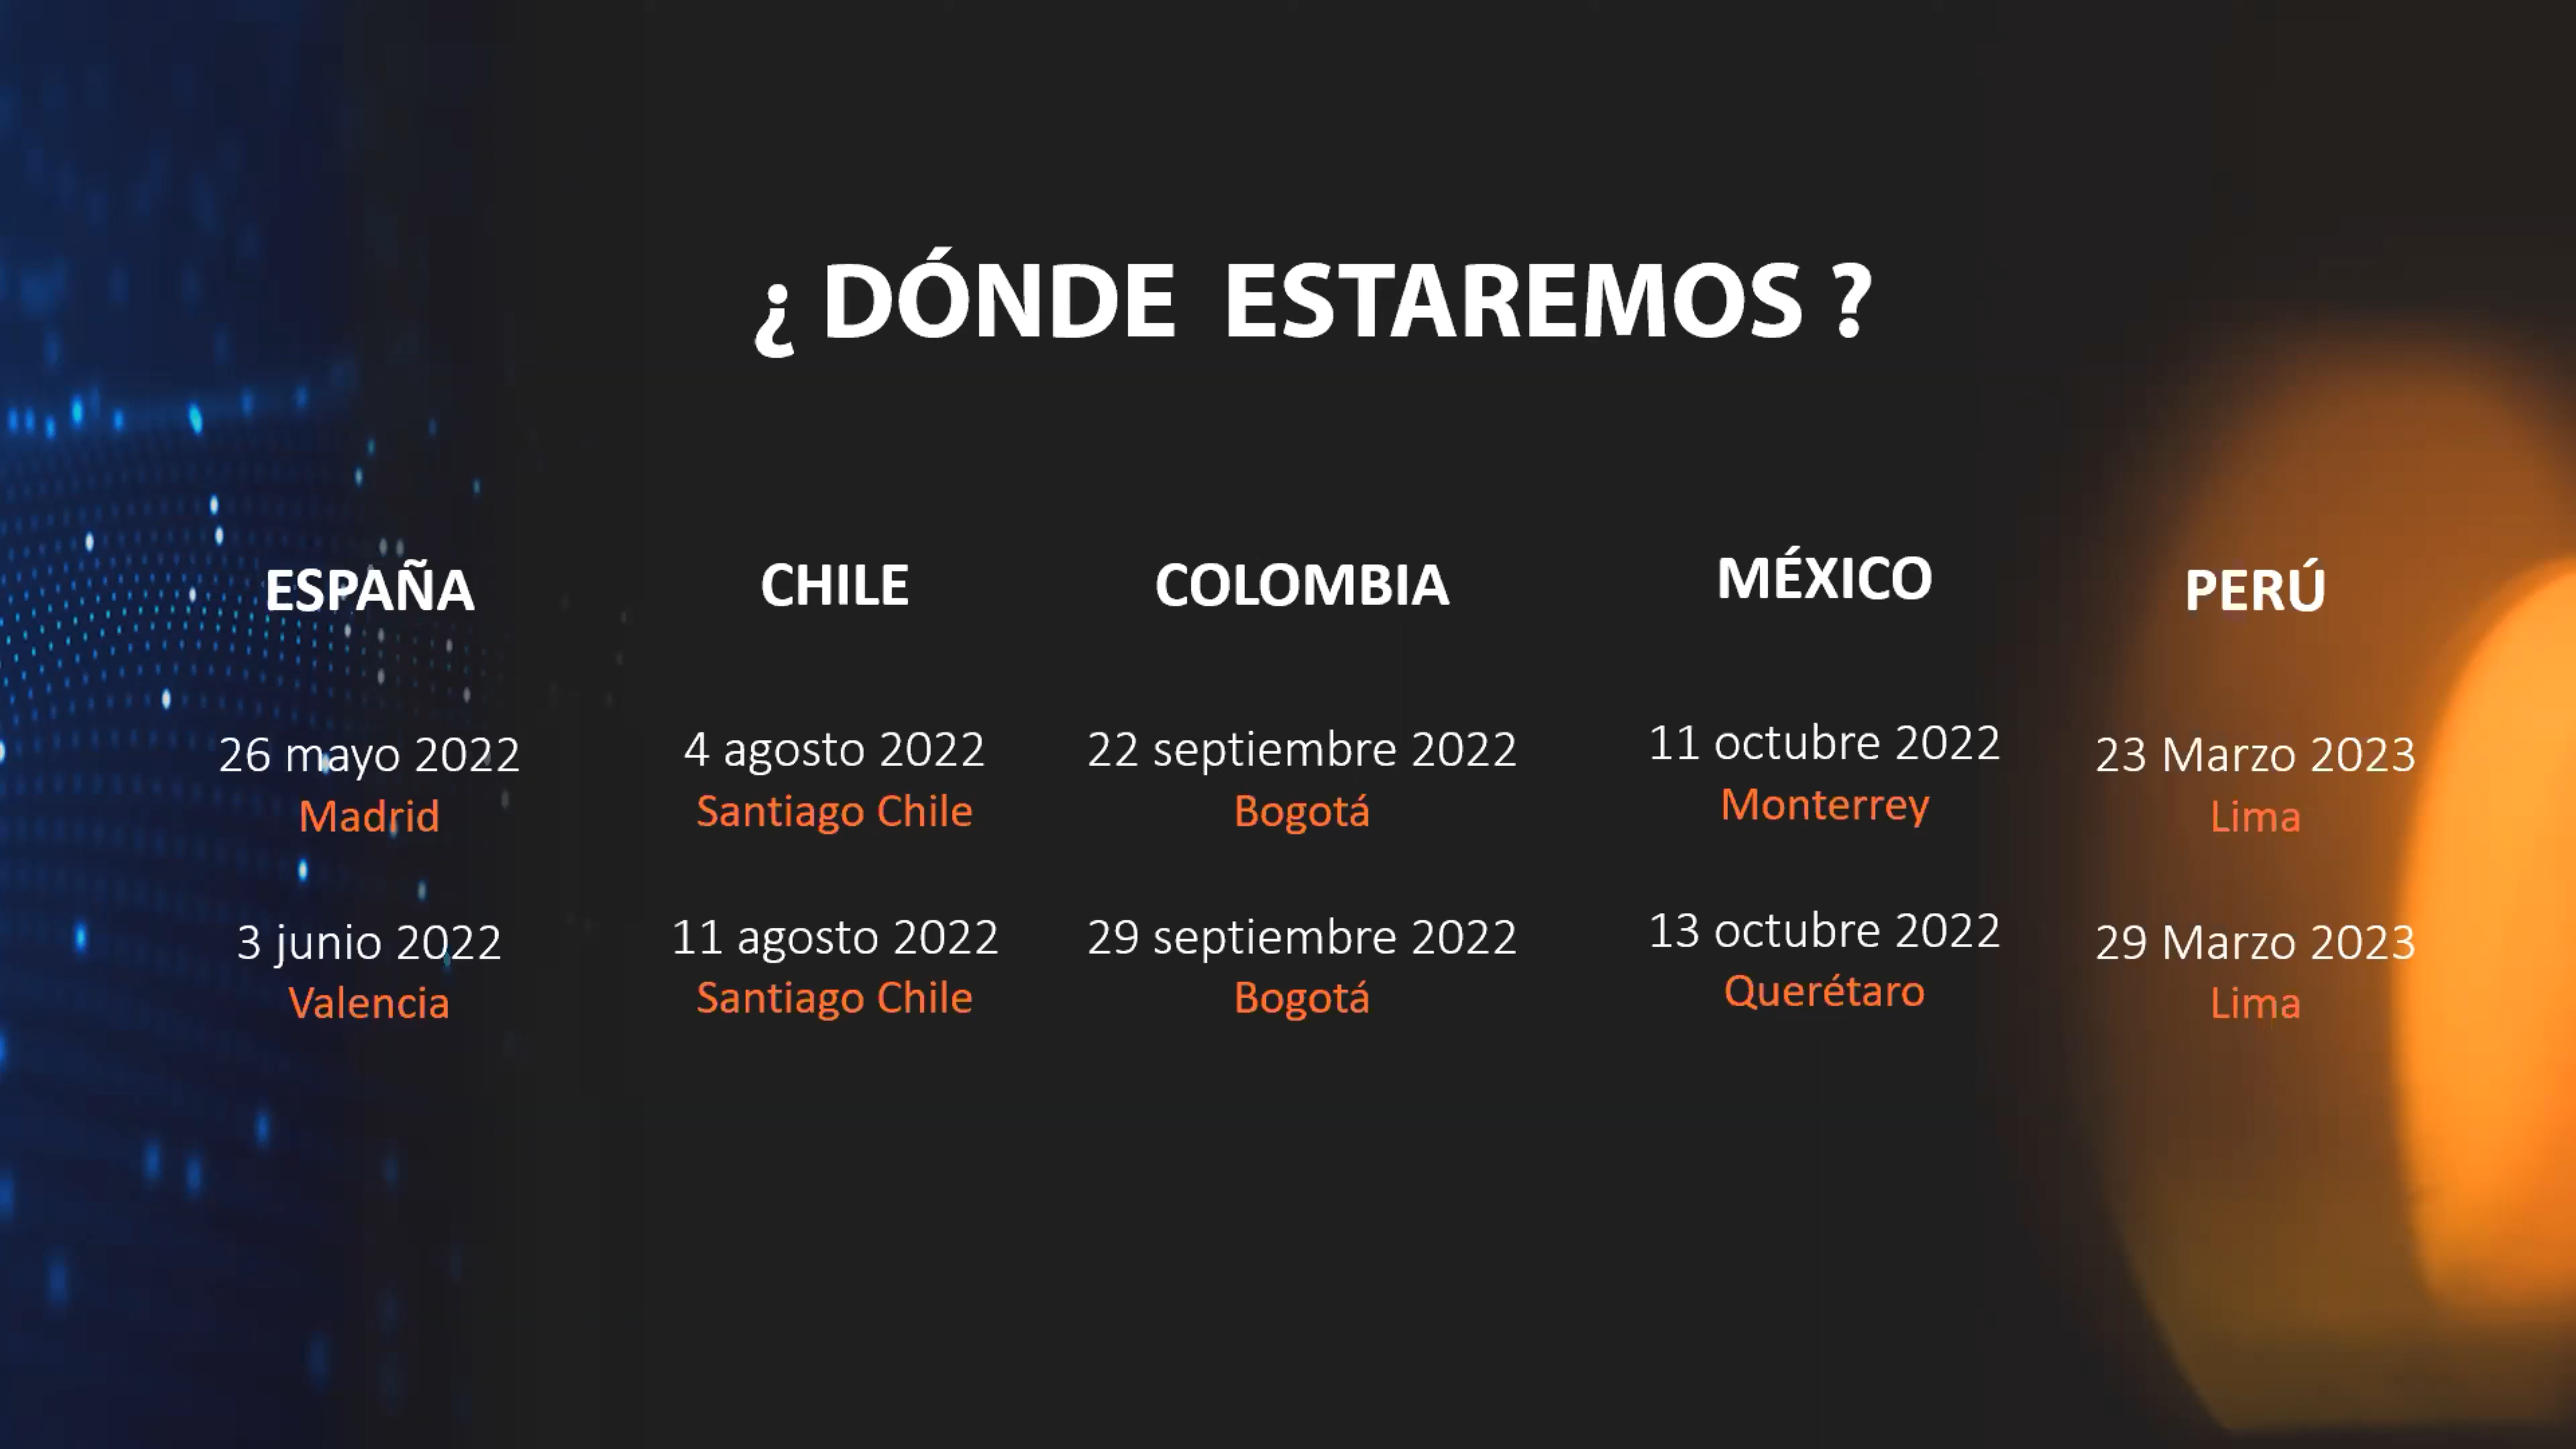 ¿ DÓNDE ESTAREMOS ?
ESPAÑA
26 mayo 2022
Madrid
3 junio 2022
Valencia
CHILE
4 agosto 2022
Santiago Chile
11 agosto 2022
Santiago Chile
COLOMBIA
22 septiembre 2022
Bogotá
29 septiembre 2022
Bogotá
MÉXICO
11 octubre 2022
Monterrey
13 octubre 2022
Querétaro
PERÚ
23 Marzo 2023
Lima
29 Marzo 2023
Lima